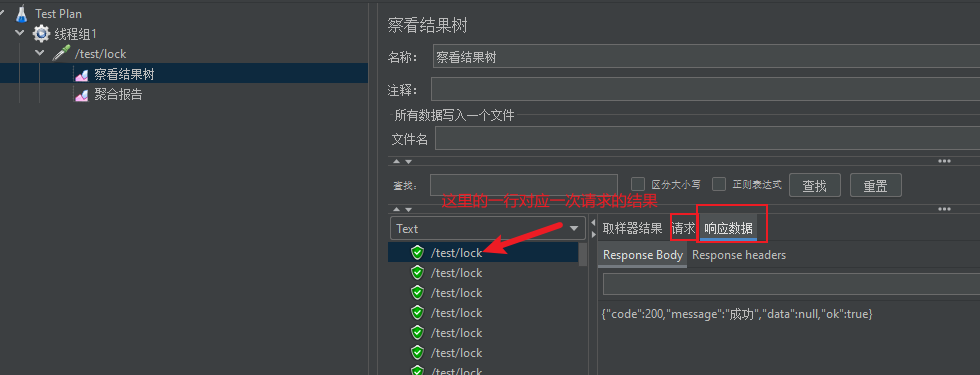 Test Plan
线程组1
/test/lock
察看结果树
聚合报告
察看结果树
名称： 察看结果树
注释：
所有数据写入一个文件
文件名
查找： 区分大小写 正则表达式 查找 重置
这里的一行对应一次请求的结果
Text
/test/lock
/test/lock
/test/lock
/test/lock
/test/lock
/test/lock
/test/lock
取样器结果 请求 响应数据
Response Body Response headers
{"code":200,"message":"成功","data":null,"ok":true}